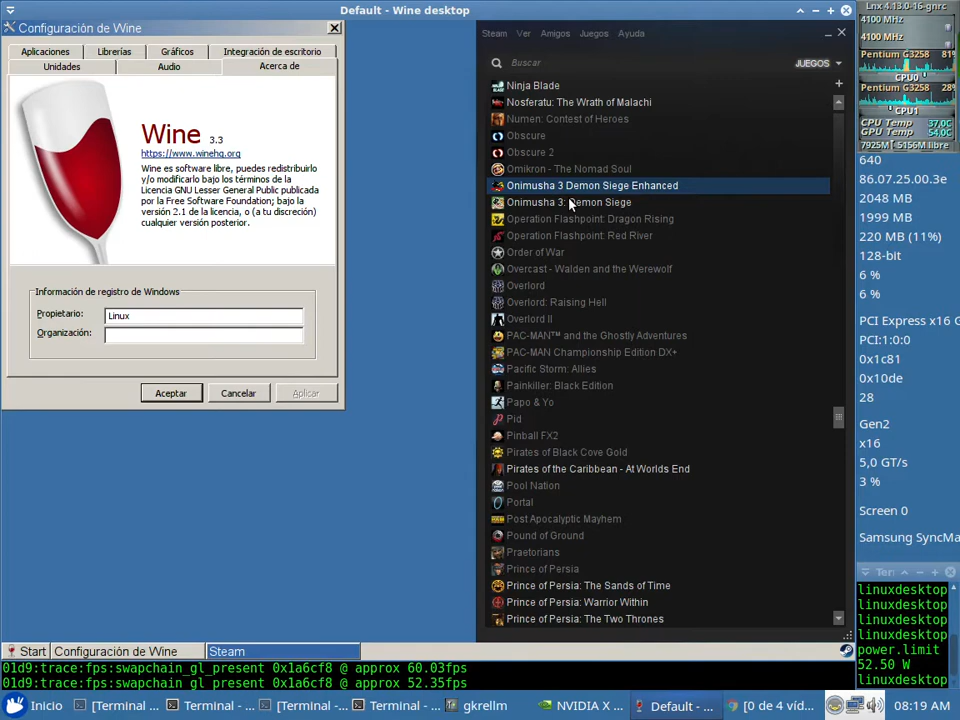 Default - Wine desktop
Configuración de Wine
Aplicaciones
Librerías
Gráficos
Integración de escritorio
Unidades
Audio
Acerca de
Wine 3.3
https://www.winehq.org
Wine es software libre, puedes redistribuirlo
y/o modificarlo bajo los términos de la
Licencia GNU Lesser General Public publicada
por la Free Software Foundation; bajo la
versión 2.1 de la licencia, o (a tu discreción)
cualquier versión posterior.
Información de registro de Windows
Propietario:
Linux
Organización:
Aceptar
Cancelar
Aplicar
Steam
Ver
Amigos
Juegos
Ayuda
Buscar
JUEGOS
Ninja Blade
Nosferatu: The Wrath of Malachi
Numen: Contest of Heroes
Obscure
Obscure 2
Omikron - The Nomad Soul
Onimusha 3 Demon Siege Enhanced
Onimusha 3: Demon Siege
Operation Flashpoint: Dragon Rising
Operation Flashpoint: Red River
Order of War
Overcast - Walden and the Werewolf
Overlord
Overlord: Raising Hell
Overlord II
PAC-MAN™ and the Ghostly Adventures
PAC-MAN Championship Edition DX+
Pacific Storm: Allies
Painkiller: Black Edition
Papo & Yo
Pid
Pinball FX2
Pirates of Black Cove Gold
Pirates of the Caribbean - At Worlds End
Pool Nation
Portal
Post Apocalyptic Mayhem
Pound of Ground
Praetorians
Prince of Persia
Prince of Persia: The Sands of Time
Prince of Persia: Warrior Within
Prince of Persia: The Two Thrones
Start
Configuración de Wine
Steam
01d9:trace:fps:swapchain_gl_present 0x1a6cf8 @ approx 60.03fps
01d9:trace:fps:swapchain_gl_present 0x1a6cf8 @ approx 52.35fps
Lnx 4.13.0-16-gnrc
4100 MHz
4100 MHz
Pentium G3258 81%
CPU0
Pentium G3258 28%
CPU1
CPU Temp 37,0C
GPU Temp 54,0C
7925M 5156M libre
640
86.07.25.00.3e
2048 MB
1999 MB
220 MB (11%)
128-bit
6 %
6 %
PCI Express x16 G
PCI:1:0:0
0x1c81
0x10de
28
Gen2
x16
5,0 GT/s
3 %
Screen 0
Samsung SyncMa
linuxdesktop
linuxdesktop
linuxdesktop
linuxdesktop
power.limit
52.50 W
linuxdesktop
Inicio
[Terminal ...
Terminal - ...
[Terminal -...
Terminal - ...
gkrellm
NVIDIA X ...
Default - ...
[0 de 4 víd...
08:19 AM